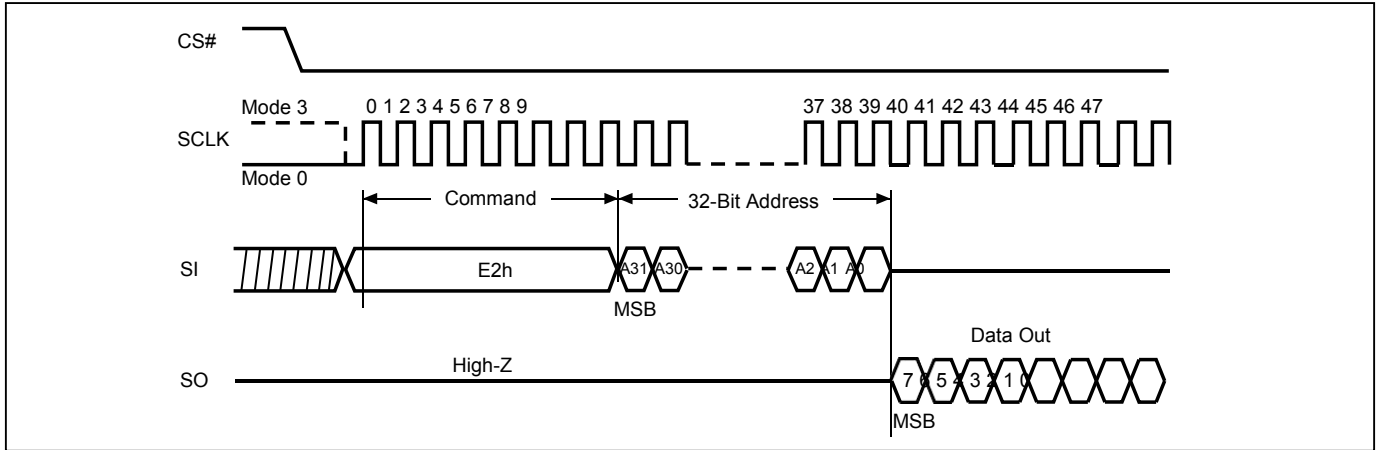 CS#
Mode 3
0 1 2 3 4 5 6 7 8 9
37 38 39 40 41 42 43 44 45 46 47
SCLK
Mode 0
Command
32-Bit Address
SI
E2h
A31
A30
A2
A1
A0
MSB
Data Out
High-Z
SO
7 6 5 4 3 2 1 0
MSB